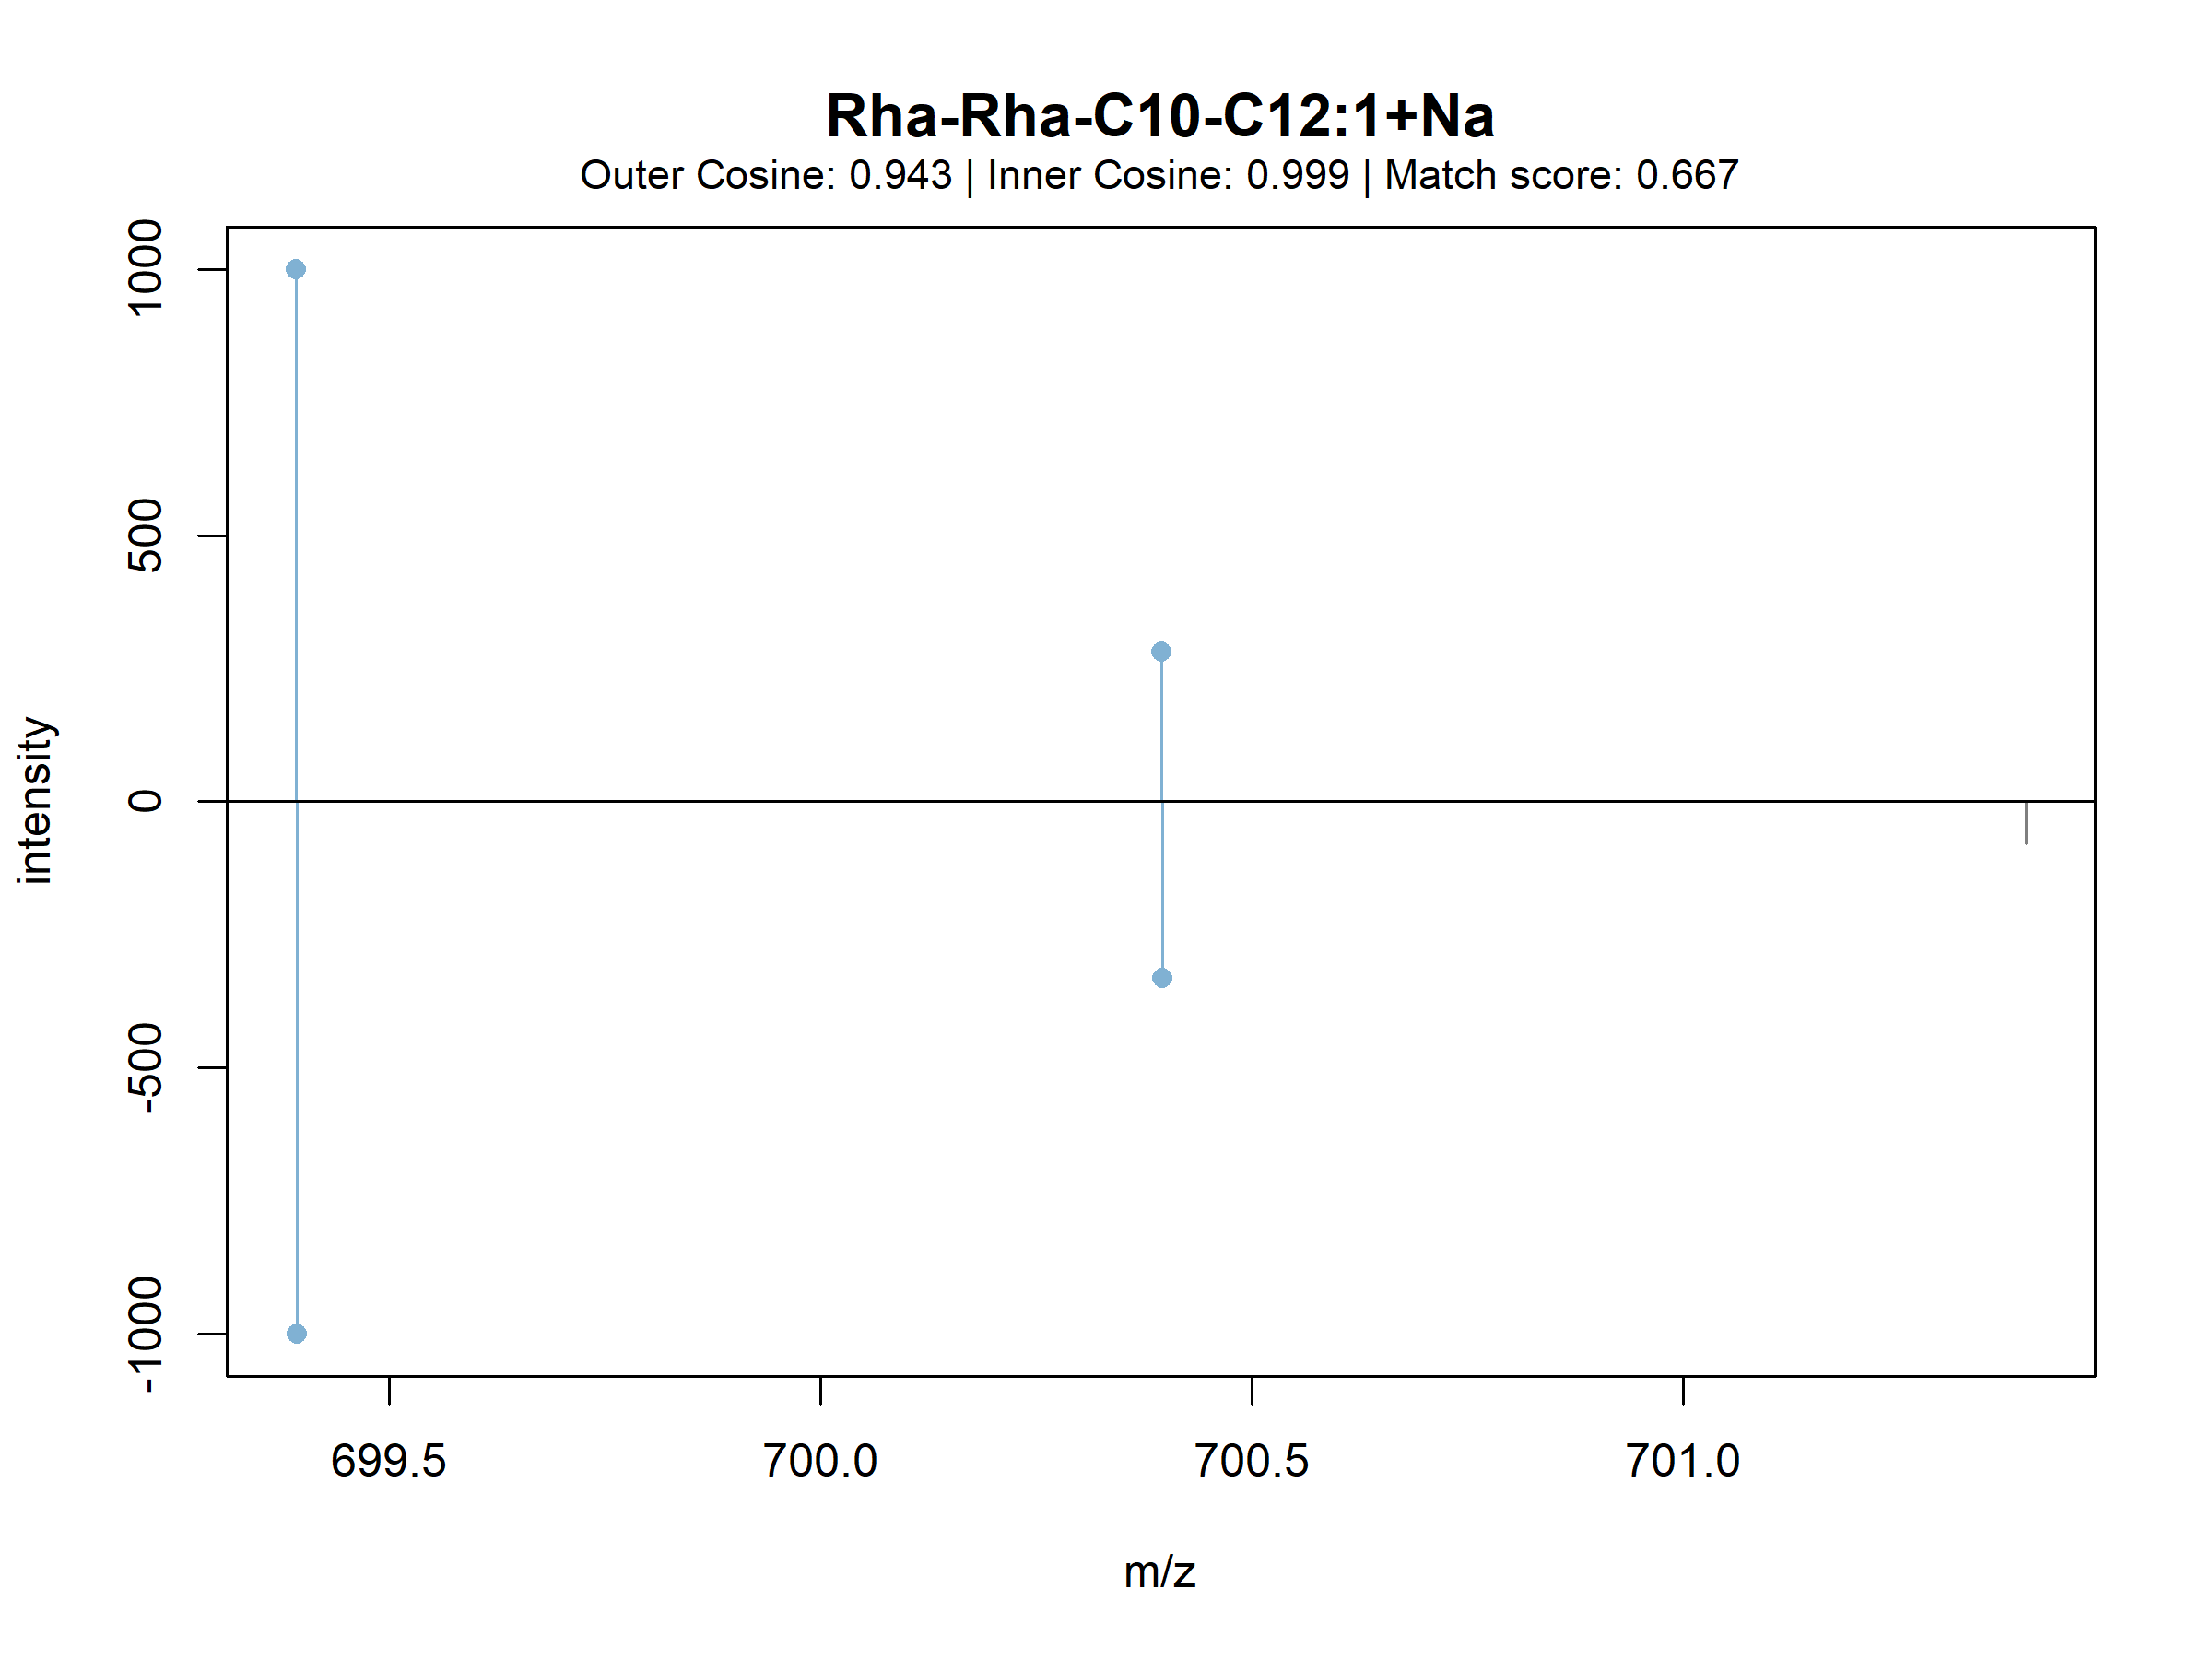 Rha-Rha-C10-C12:1+Na
Outer Cosine: 0.943 | Inner Cosine: 0.999 | Match score: 0.667
1000
500
0
-500
-1000
intensity
699.5 700.0 700.5 701.0
m/z